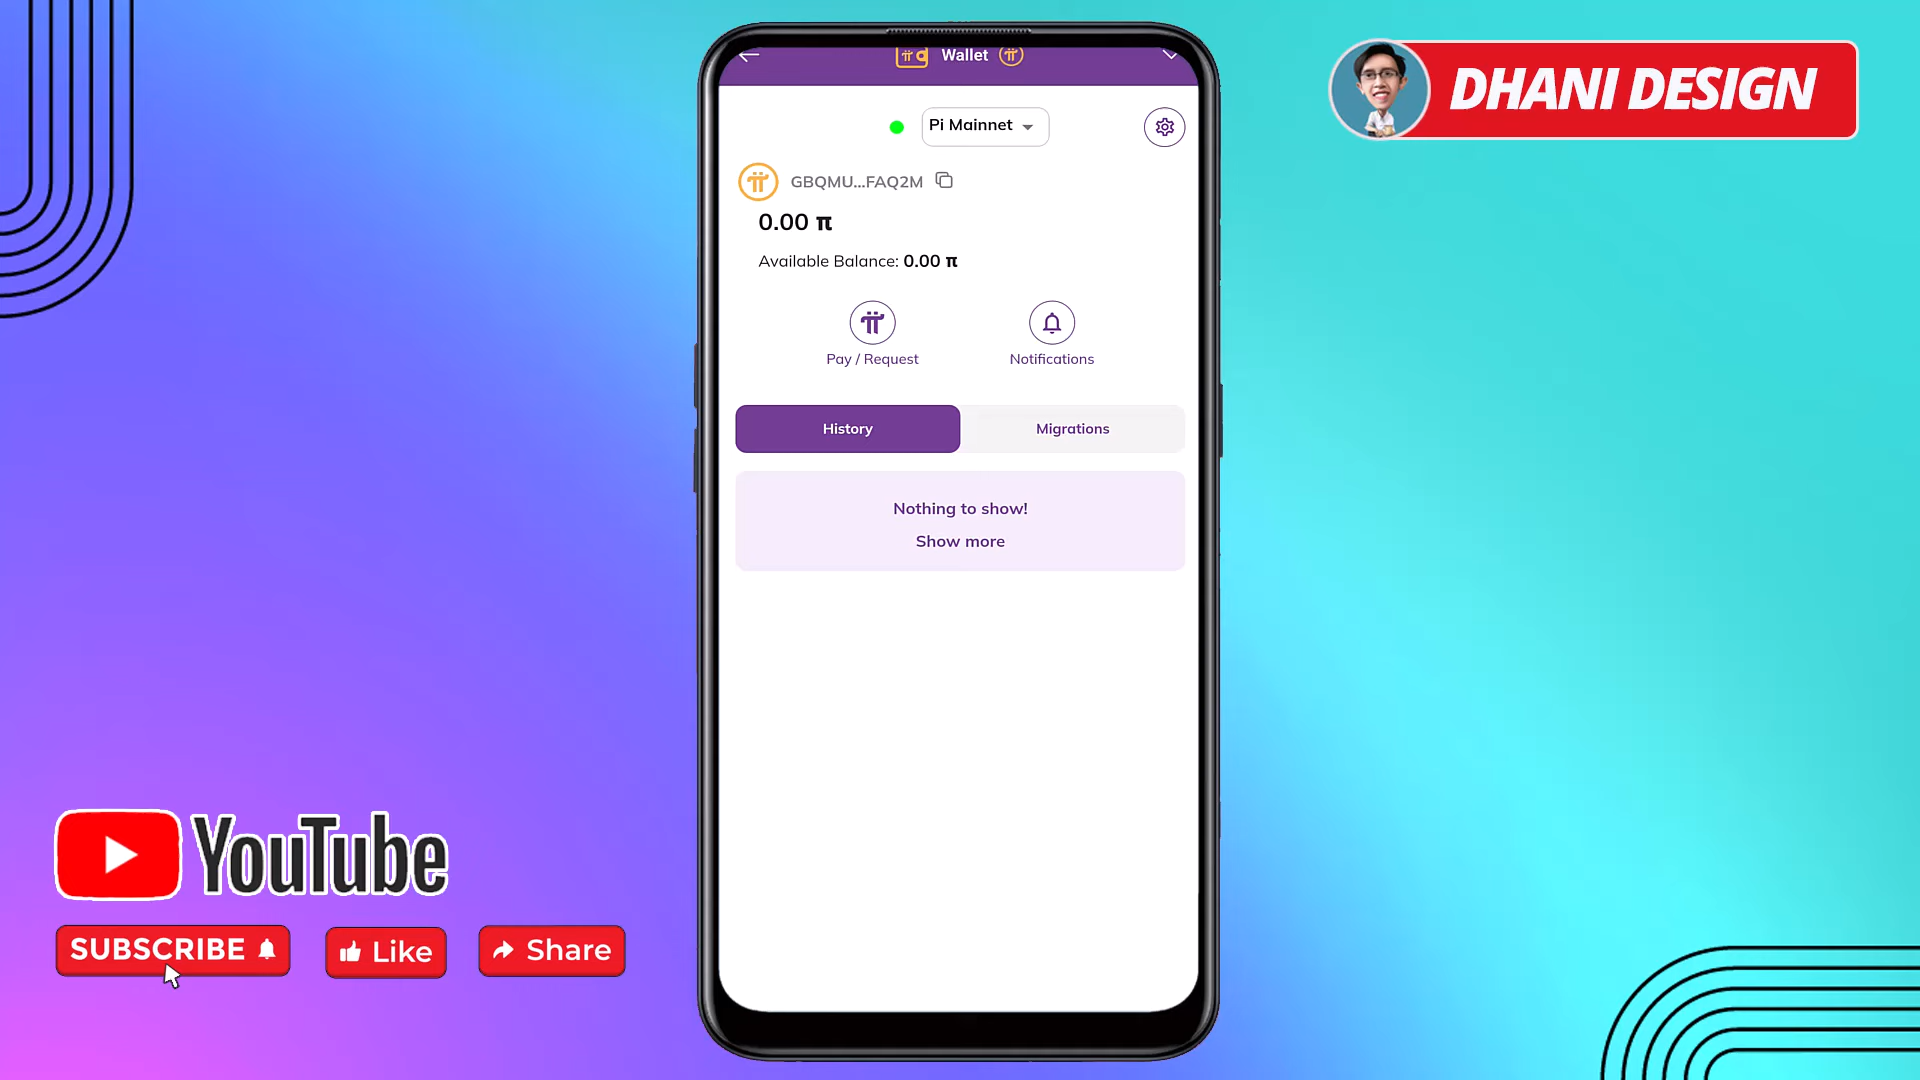 Wallet
DHANI DESIGN
Pi Mainnet
GBQMU...FAQ2M
0.00 π
Available Balance: 0.00 π
Pay / Request
Notifications
History
Migrations
Nothing to show!
Show more
YouTube
SUBSCRIBE
Like
Share